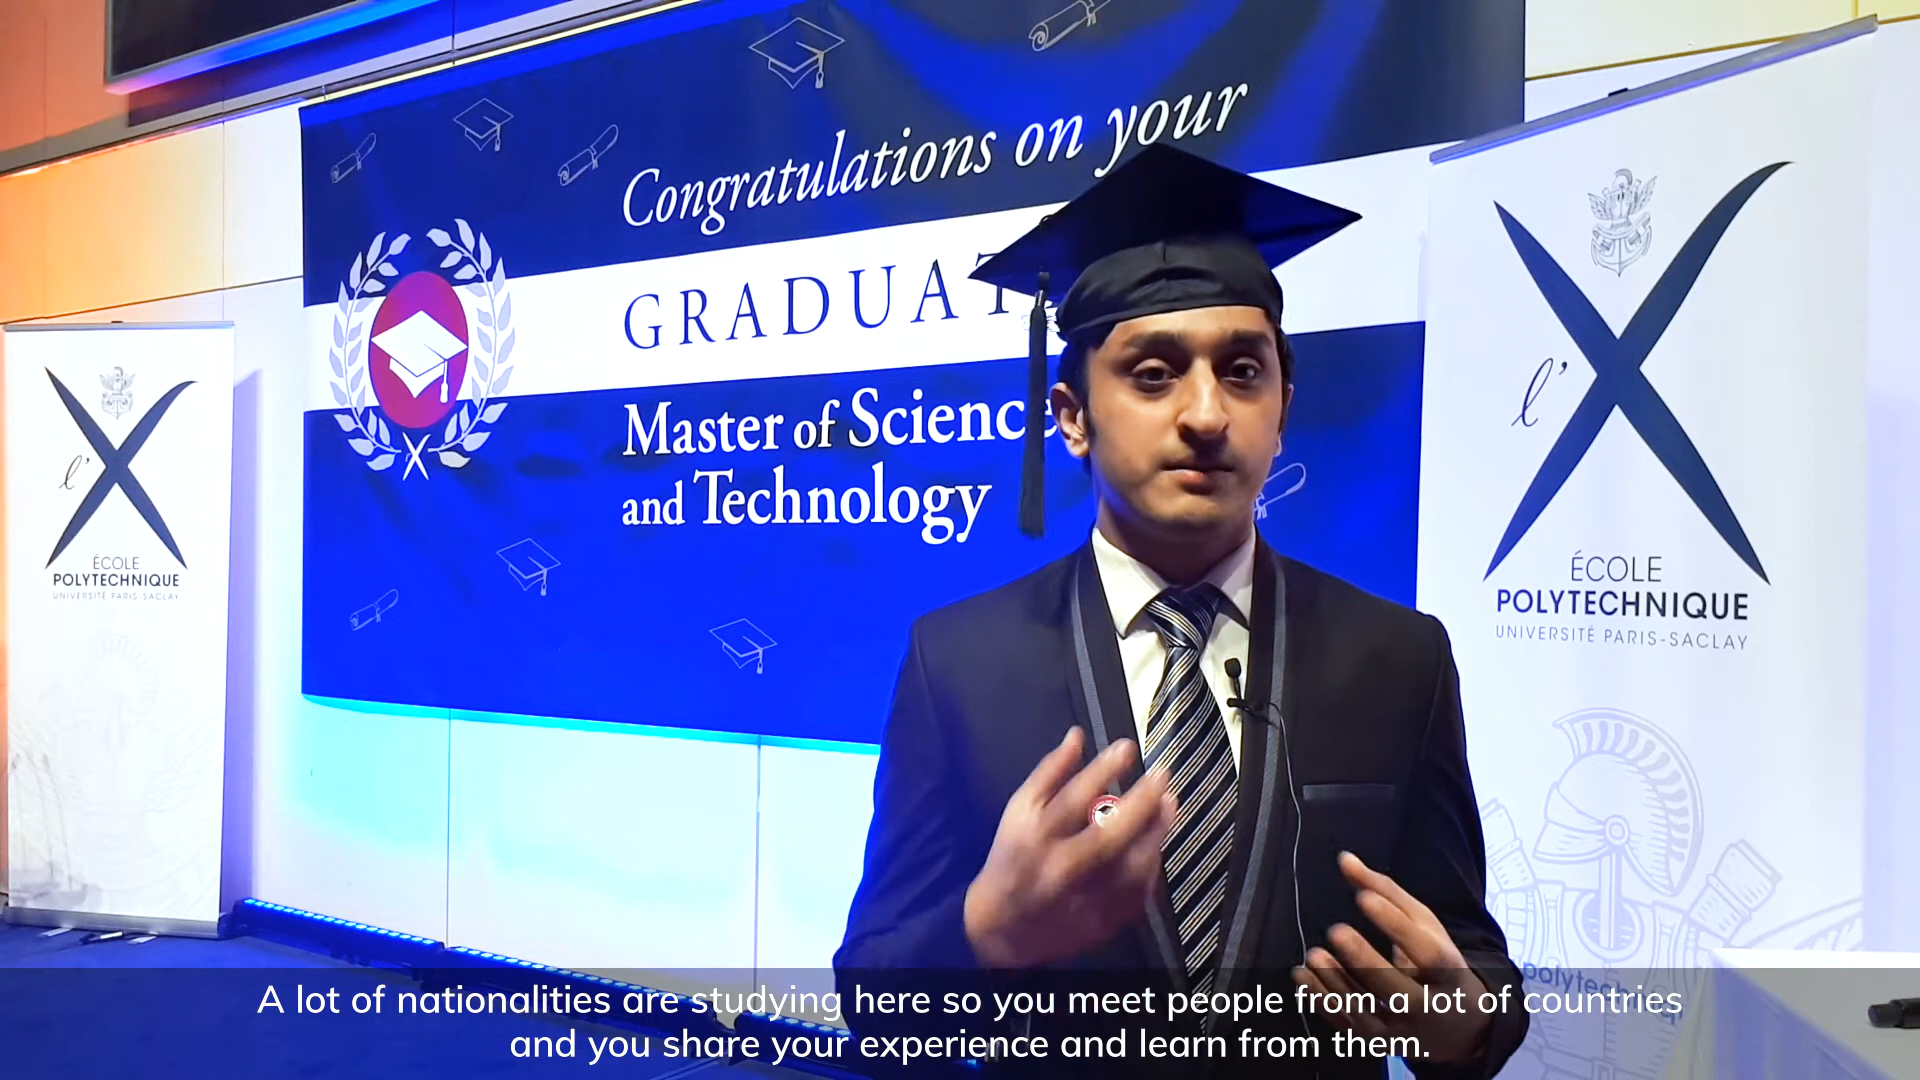 Congratulations on your
GRADUAT
Master of Science
and Technology
l'X
ÉCOLE
POLYTECHNIQUE
UNIVERSITÉ PARIS-SACLAY
l'X
ÉCOLE
POLYTECHNIQUE
UNIVERSITÉ PARIS-SACLAY
A lot of nationalities are studying here so you meet people from a lot of countries
and you share your experience and learn from them.